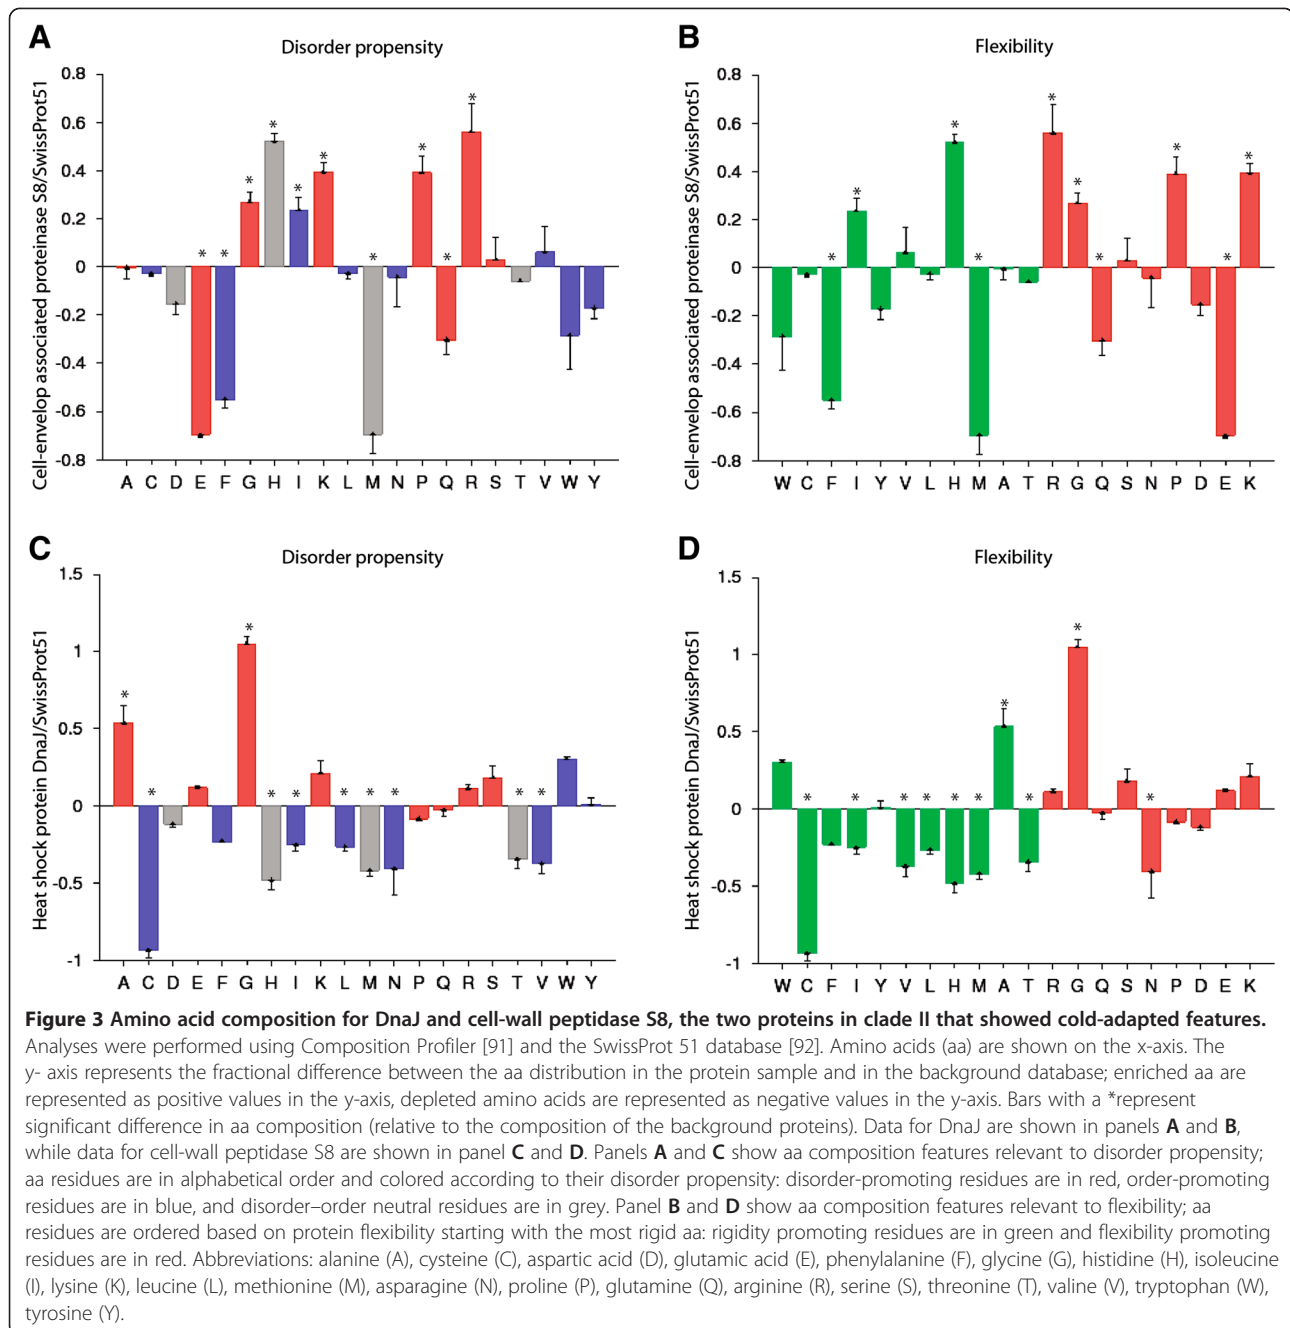 A
Disorder propensity
Cell-envelop associated proteinase S8/SwissProt51
0.8
0.6
0.4
0.2
0
-0.2
-0.4
-0.6
-0.8
* * * * * * * * * *
A C D E F G H I K L M N P Q R S T V W Y
B
Flexibility
Cell-envelop associated proteinase S8/SwissProt51
0.8
0.6
0.4
0.2
0
-0.2
-0.4
-0.6
-0.8
* * * * * * * * * *
W C F I Y V L H M A T R G Q S N P D E K
C
Disorder propensity
Heat shock protein DnaJ/SwissProt51
1.5
1
0.5
0
-0.5
-1
* * * * * * * * * *
A C D E F G H I K L M N P Q R S T V W Y
D
Flexibility
Heat shock protein DnaJ/SwissProt51
1.5
1
0.5
0
-0.5
-1
* * * * * * * * * *
W C F I Y V L H M A T R G Q S N P D E K
Figure 3 Amino acid composition for DnaJ and cell-wall peptidase S8, the two proteins in clade II that showed cold-adapted features.
Analyses were performed using Composition Profiler [91] and the SwissProt 51 database [92]. Amino acids (aa) are shown on the x-axis. The
y- axis represents the fractional difference between the aa distribution in the protein sample and in the background database; enriched aa are
represented as positive values in the y-axis, depleted amino acids are represented as negative values in the y-axis. Bars with a *represent
significant difference in aa composition (relative to the composition of the background proteins). Data for DnaJ are shown in panels A and B,
while data for cell-wall peptidase S8 are shown in panel C and D. Panels A and C show aa composition features relevant to disorder propensity;
aa residues are in alphabetical order and colored according to their disorder propensity: disorder-promoting residues are in red, order-promoting
residues are in blue, and disorder–order neutral residues are in grey. Panel B and D show aa composition features relevant to flexibility; aa
residues are ordered based on protein flexibility starting with the most rigid aa: rigidity promoting residues are in green and flexibility promoting
residues are in red. Abbreviations: alanine (A), cysteine (C), aspartic acid (D), glutamic acid (E), phenylalanine (F), glycine (G), histidine (H), isoleucine
(I), lysine (K), leucine (L), methionine (M), asparagine (N), proline (P), glutamine (Q), arginine (R), serine (S), threonine (T), valine (V), tryptophan (W),
tyrosine (Y).